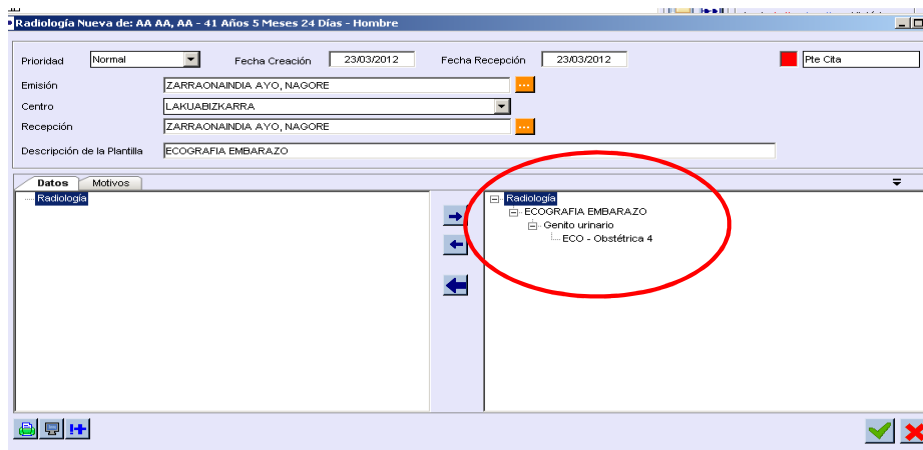 Radiología Nueva de: AA AA, AA - 41 Años 5 Meses 24 Días - Hombre
Prioridad Normal Fecha Creación 23/03/2012 Fecha Recepción 23/03/2012 Pte Cita
Emisión ZARRAONAINDIA AYO, NAGORE ...
Centro LAKUABIZKARRA
Recepción ZARRAONAINDIA AYO, NAGORE ...
Descripción de la Plantilla ECOGRAFIA EMBARAZO
Datos Motivos
Radiología
Radiología
ECOGRAFIA EMBARAZO
Genito urinario
ECO - Obstétrica 4